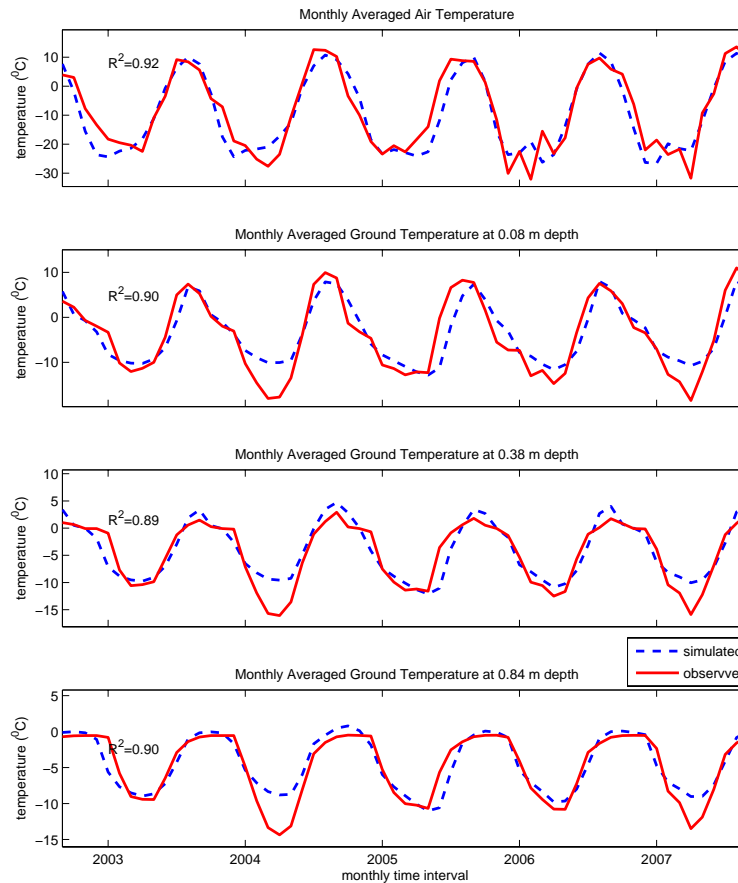 Monthly Averaged Air Temperature
temperature (⁰C)
10
0
−10
−20
−30
R²=0.92
Monthly Averaged Ground Temperature at 0.08 m depth
temperature (⁰C)
10
0
−10
R²=0.90
Monthly Averaged Ground Temperature at 0.38 m depth
temperature (⁰C)
10
5
0
−5
−10
−15
R²=0.89
simulated
observve
Monthly Averaged Ground Temperature at 0.84 m depth
temperature (⁰C)
5
0
−5
−10
−15
R²=0.90
2003 2004 2005 2006 2007
monthly time interval